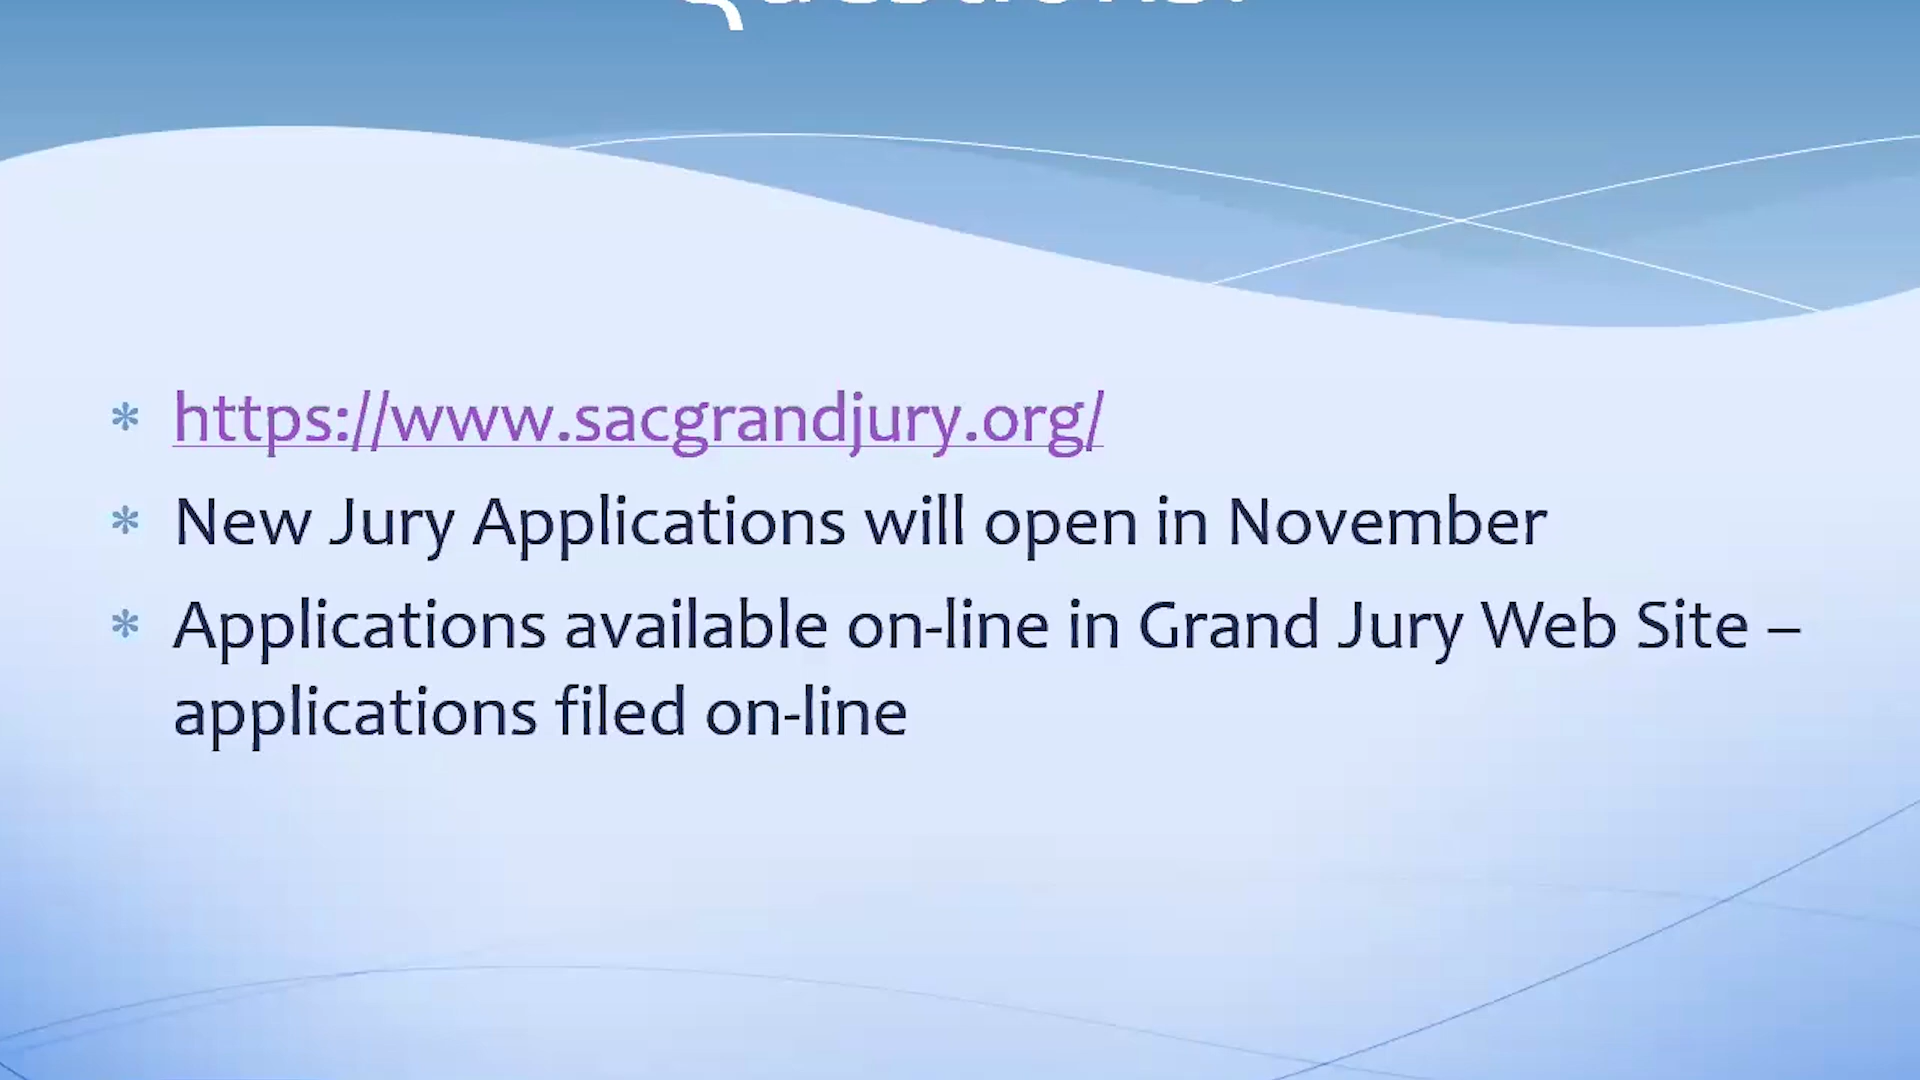 https://www.sacgrandjury.org/
New Jury Applications will open in November
Applications available on-line in Grand Jury Web Site –
applications filed on-line